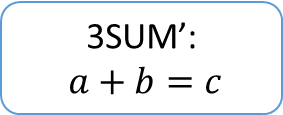 3SUM’:
a + b = c